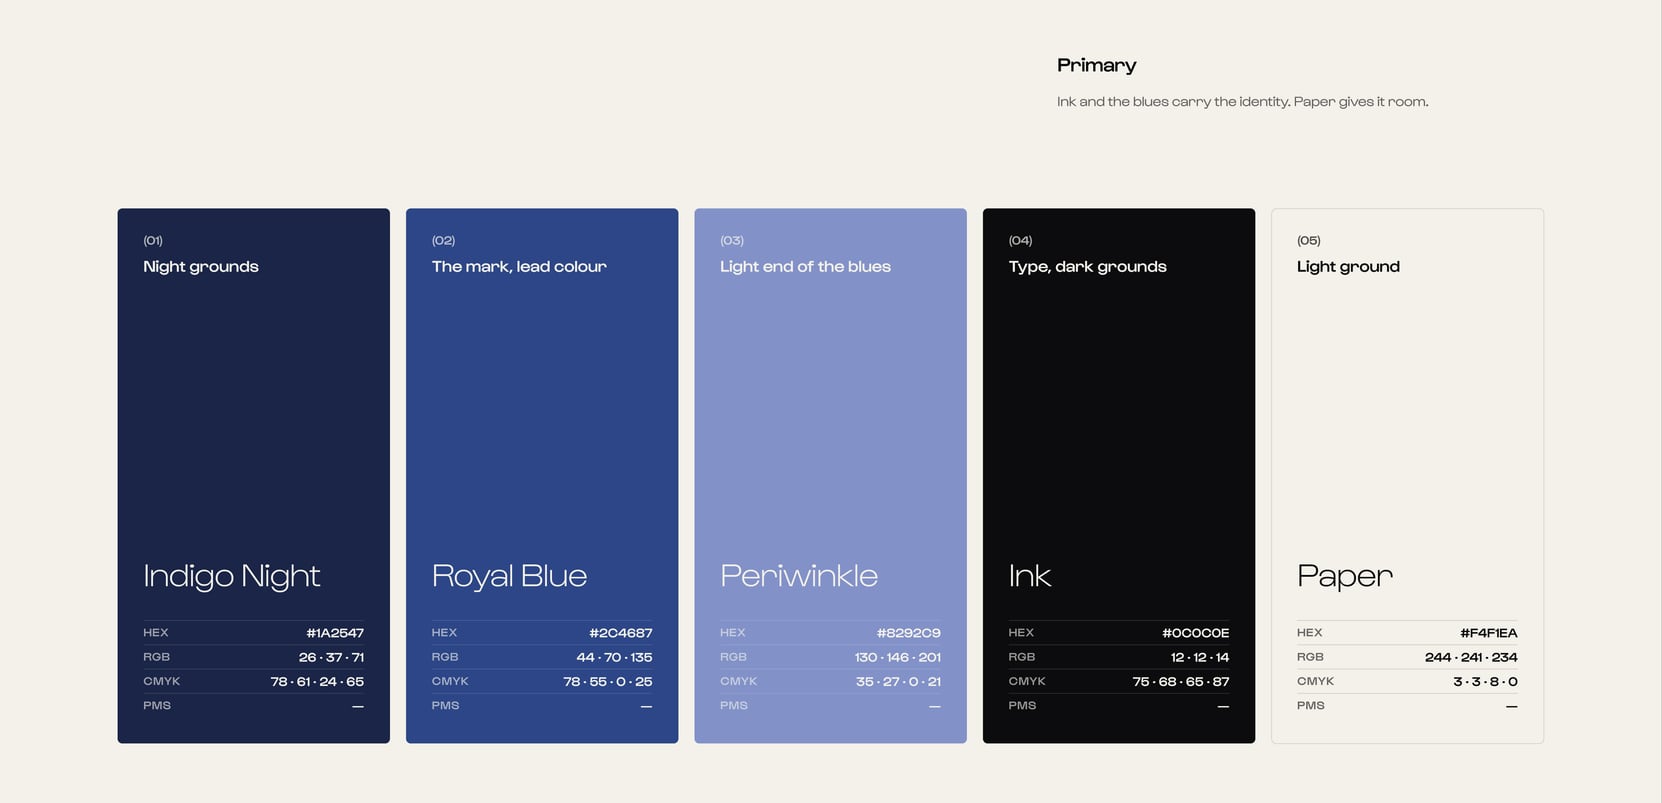 Primary
Ink and the blues carry the identity. Paper gives it room.
(01)
Night grounds
Indigo Night
HEX #1A2547
RGB 26 · 37 · 71
CMYK 78 · 61 · 24 · 65
PMS —
(02)
The mark, lead colour
Royal Blue
HEX #2C4687
RGB 44 · 70 · 135
CMYK 78 · 55 · 0 · 25
PMS —
(03)
Light end of the blues
Periwinkle
HEX #8292C9
RGB 130 · 146 · 201
CMYK 35 · 27 · 0 · 21
PMS —
(04)
Type, dark grounds
Ink
HEX #0C0C0E
RGB 12 · 12 · 14
CMYK 75 · 68 · 65 · 87
PMS —
(05)
Light ground
Paper
HEX #F4F1EA
RGB 244 · 241 · 234
CMYK 3 · 3 · 8 · 0
PMS —